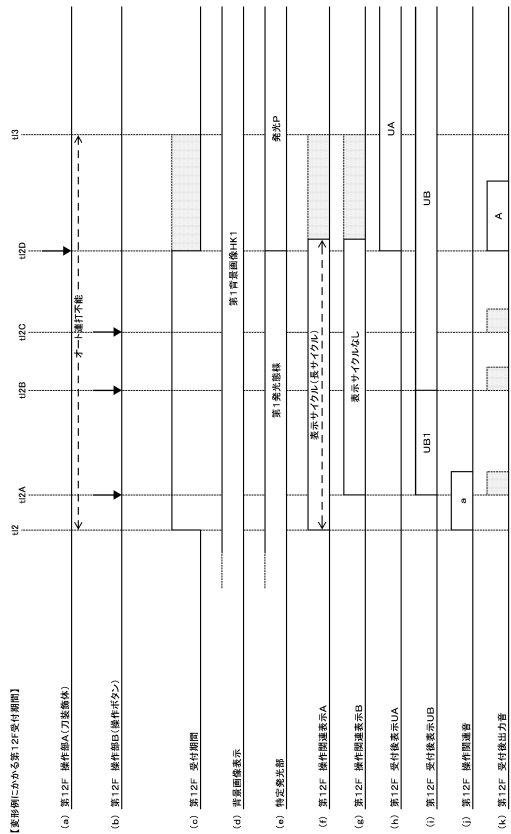 【変形例にかかる第12F受付期間】
tl2
tl2A
tl2B
tl2C
tl2D
tl3
(a) 第12F 操作部A(刀装飾体)
オート連打不能
(b) 第12F 操作部B(操作ボタン)
(c) 第12F 受付期間
(d) 背景画像表示
第1背景画像HK1
(e) 特定発光部
第1発光態様
発光P
(f) 第12F 操作関連表示A
表示サイクル(長サイクル)
(g) 第12F 操作関連表示B
表示サイクルなし
(h) 第12F 受付後表示UA
UA
(i) 第12F 受付後表示UB
UB1
UB
(j) 第12F 操作関連音
a
(k) 第12F 受付後出力音
A